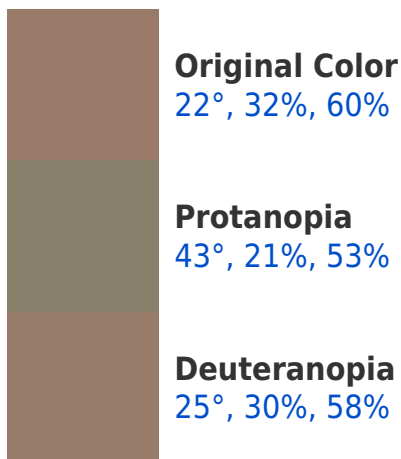 Original Color
22°, 32%, 60%
Protanopia
43°, 21%, 53%
Deuteranopia
25°, 30%, 58%